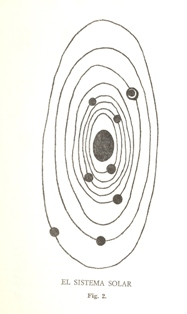 EL SISTEMA SOLAR
Fig. 2.